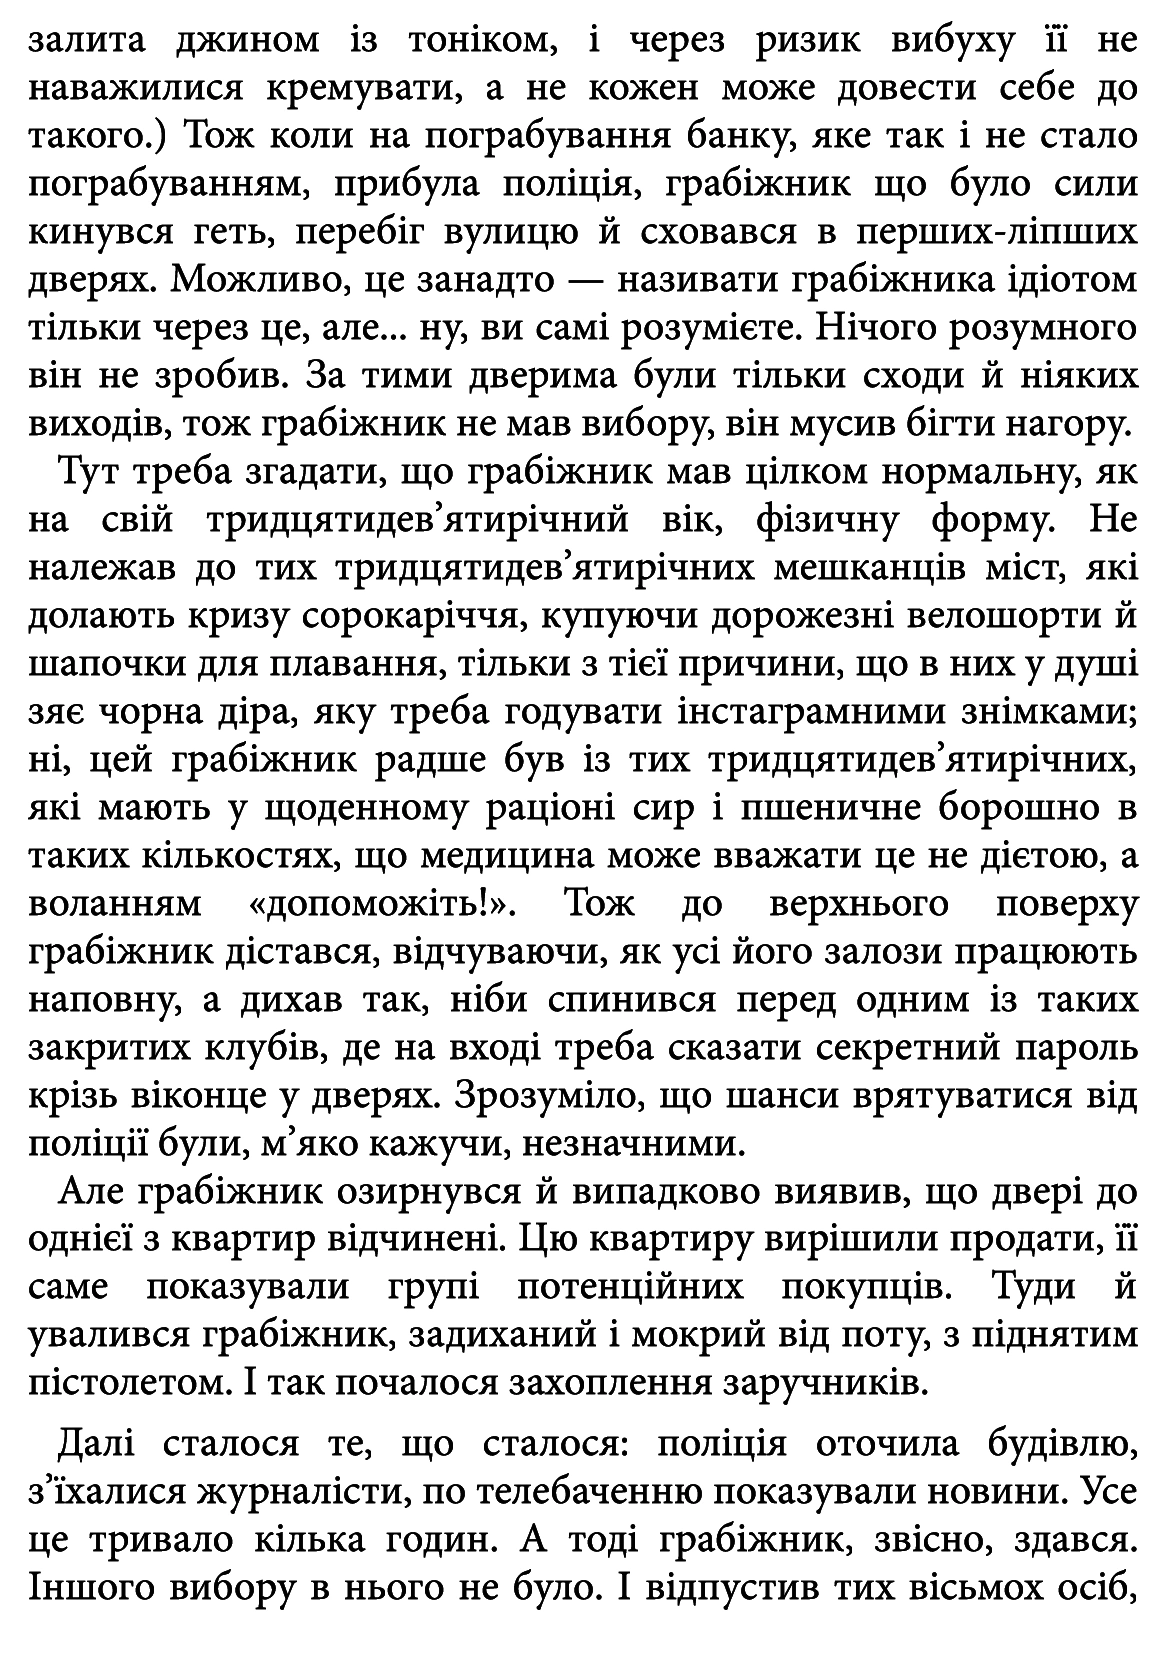 залита джином із тоніком, і через ризик вибуху її не
наважилися кремувати, а не кожен може довести себе до
такого.) Тож коли на пограбування банку, яке так і не стало
пограбуванням, прибула поліція, грабіжник що було сили
кинувся геть, перебіг вулицю й сховався в перших-ліпших
дверях. Можливо, це занадто — називати грабіжника ідіотом
тільки через це, але... ну, ви самі розумієте. Нічого розумного
він не зробив. За тими дверима були тільки сходи й ніяких
виходів, тож грабіжник не мав вибору, він мусив бігти нагору.
Тут треба згадати, що грабіжник мав цілком нормальну, як
на свій тридцятидев’ятирічний вік, фізичну форму. Не
належав до тих тридцятидев’ятирічних мешканців міст, які
долають кризу сорокаріччя, купуючи дорожезні велошорти й
шапочки для плавання, тільки з тієї причини, що в них у душі
зяє чорна діра, яку треба годувати інстаграмними знімками;
ні, цей грабіжник радше був із тих тридцятидев’ятирічних,
які мають у щоденному раціоні сир і пшеничне борошно в
таких кількостях, що медицина може вважати це не дієтою, а
воланням «допоможіть!». Тож до верхнього поверху
грабіжник дістався, відчуваючи, як усі його залози працюють
наповну, а дихав так, ніби спинився перед одним із таких
закритих клубів, де на вході треба сказати секретний пароль
крізь віконце у дверях. Зрозуміло, що шанси врятуватися від
поліції були, м’яко кажучи, незначними.
Але грабіжник озирнувся й випадково виявив, що двері до
однієї з квартир відчинені. Цю квартиру вирішили продати, її
саме показували групі потенційних покупців. Туди й
увалився грабіжник, задиханий і мокрий від поту, з піднятим
пістолетом. І так почалося захоплення заручників.
Далі сталося те, що сталося: поліція оточила будівлю,
з’їхалися журналісти, по телебаченню показували новини. Усе
це тривало кілька годин. А тоді грабіжник, звісно, здався.
Іншого вибору в нього не було. І відпустив тих вісьмох осіб,